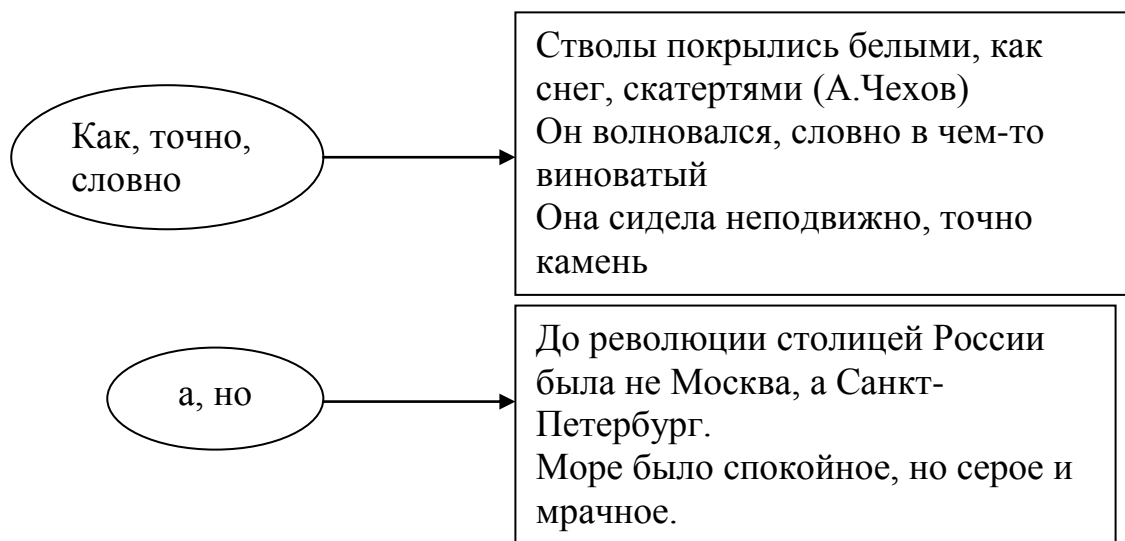 Как, точно,
словно
Стволы покрылись белыми, как
снег, скатертями (А.Чехов)
Он волновался, словно в чем-то
виноватый
Она сидела неподвижно, точно
камень
а, но
До революции столицей России
была не Москва, а Санкт-
Петербург.
Море было спокойное, но серое и
мрачное.